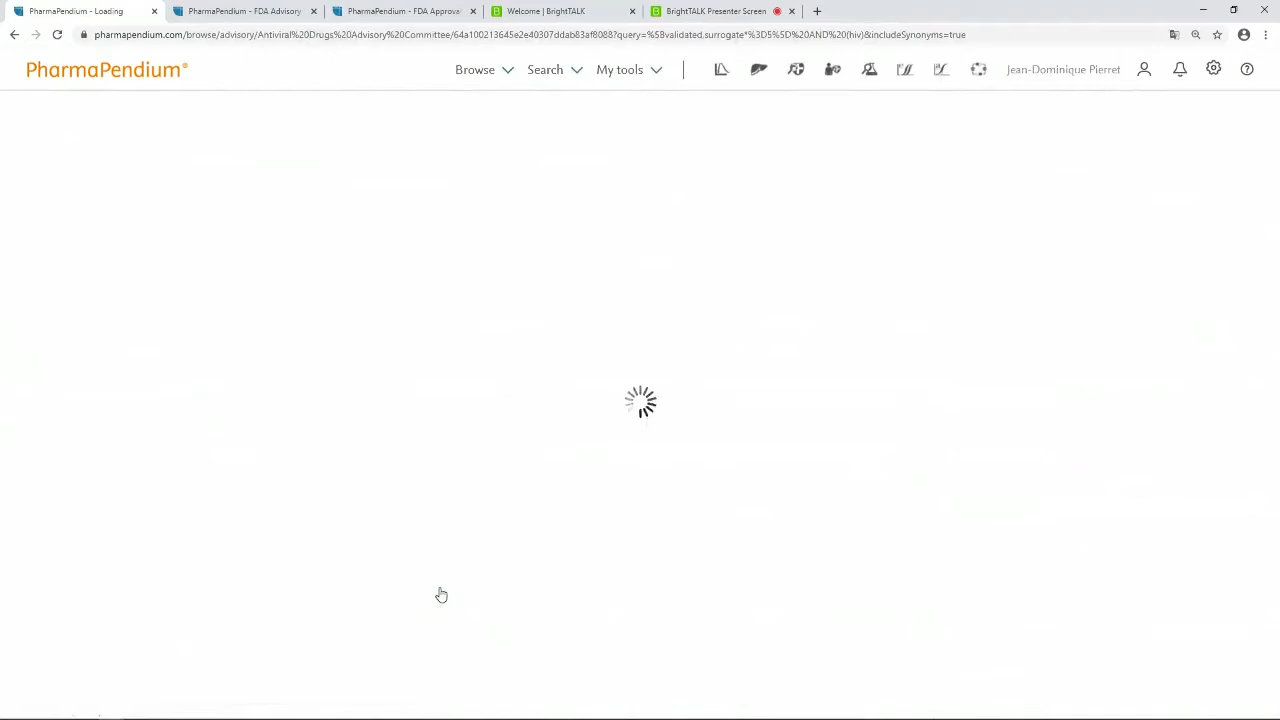 PharmaPendium - Loading
PharmaPendium - FDA Advisory
PharmaPendium - FDA Approva
Welcome | BrightTALK
BrightTALK Presenter Screen
pharmapendium.com/browse/advisory/Antiviral%20Drugs%20Advisory%20Committee/64a100213645e2e40307ddab83af8088?query=%5Bvalidated.surrogate*%3D5%5D%20AND%20(hiv)&includeSynonyms=true
PharmaPendium®
Browse
Search
My tools
Jean-Dominique Pierret